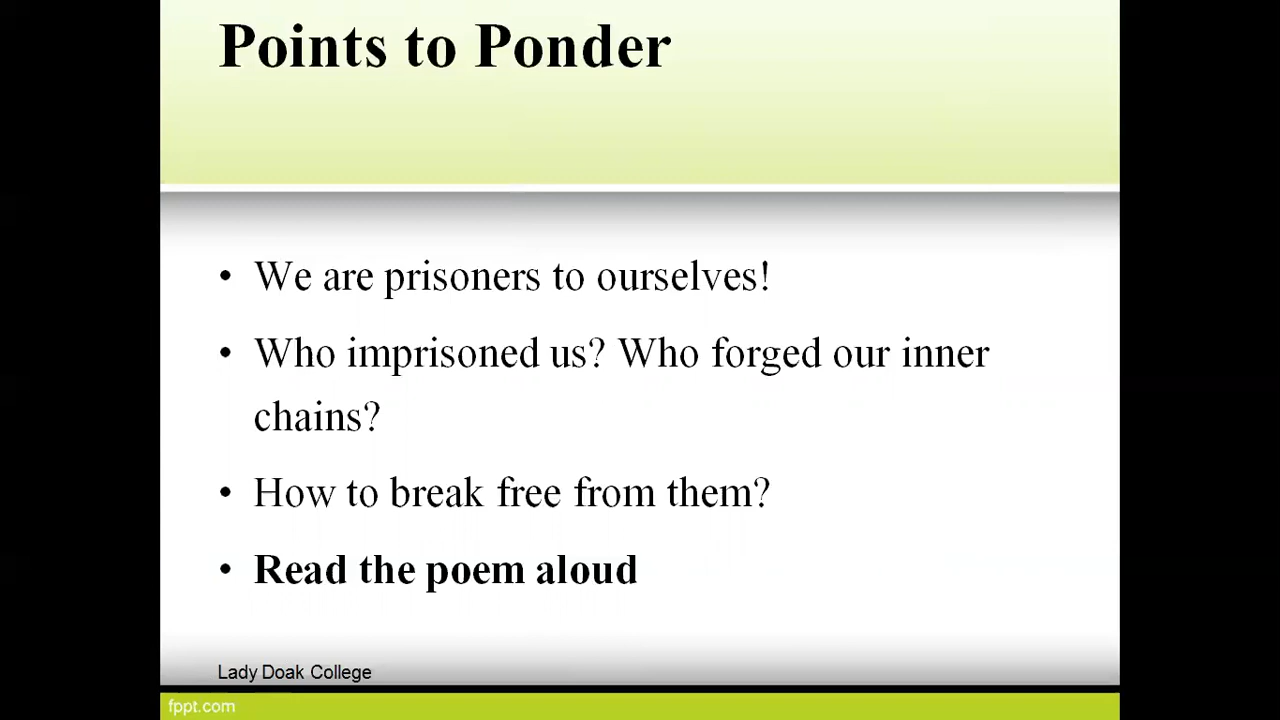 Points to Ponder
• We are prisoners to ourselves!
• Who imprisoned us? Who forged our inner
chains?
• How to break free from them?
• Read the poem aloud
Lady Doak College
fppt.com